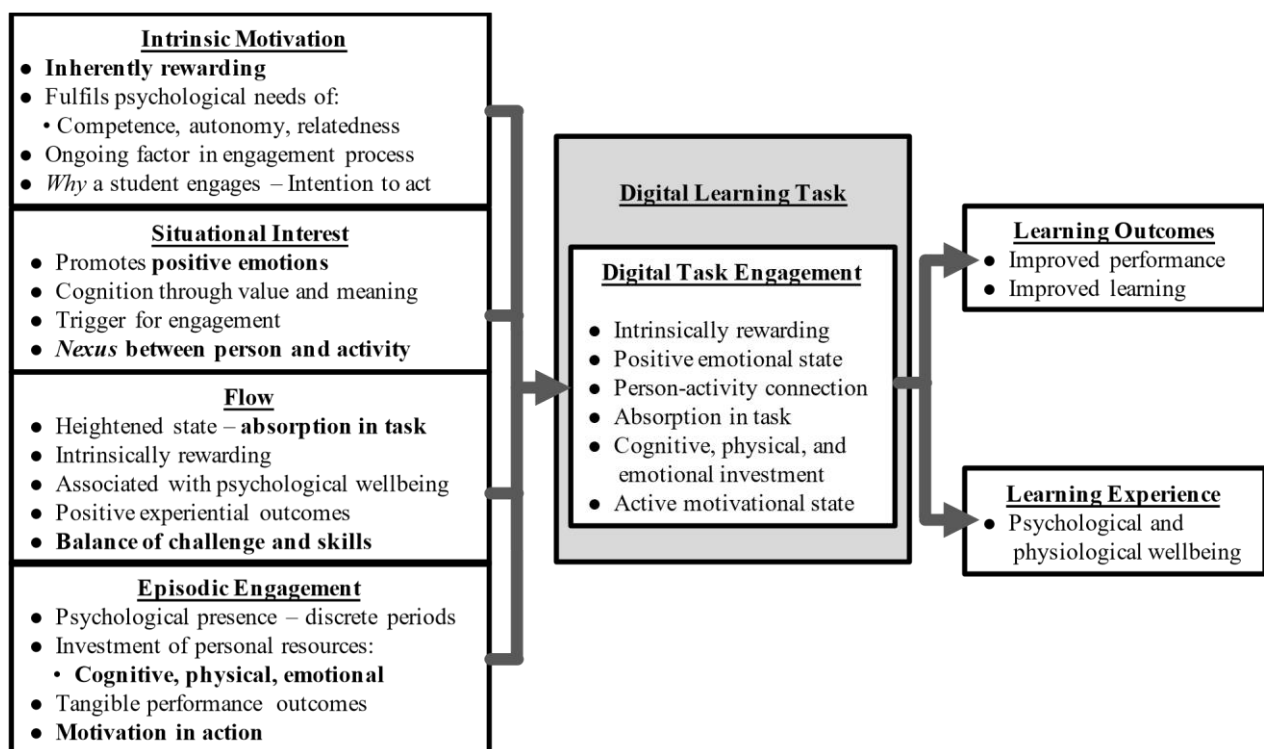 Intrinsic Motivation
● Inherently rewarding
● Fulfils psychological needs of:
• Competence, autonomy, relatedness
● Ongoing factor in engagement process
● Why a student engages – Intention to act
Situational Interest
● Promotes positive emotions
● Cognition through value and meaning
● Trigger for engagement
● Nexus between person and activity
Flow
● Heightened state – absorption in task
● Intrinsically rewarding
● Associated with psychological wellbeing
● Positive experiential outcomes
● Balance of challenge and skills
Episodic Engagement
● Psychological presence – discrete periods
● Investment of personal resources:
• Cognitive, physical, emotional
● Tangible performance outcomes
● Motivation in action
Digital Learning Task
Digital Task Engagement
● Intrinsically rewarding
● Positive emotional state
● Person-activity connection
● Absorption in task
● Cognitive, physical, and
emotional investment
● Active motivational state
Learning Outcomes
● Improved performance
● Improved learning
Learning Experience
● Psychological and
physiological wellbeing